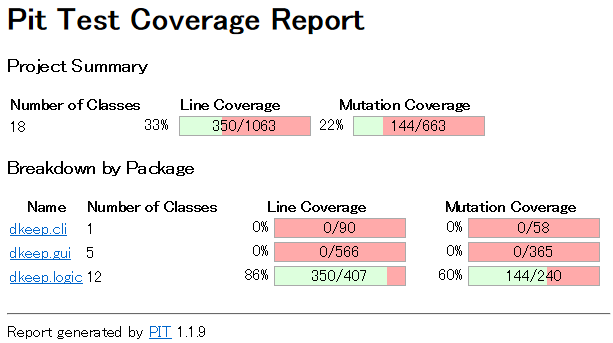 Pit Test Coverage Report
Project Summary
Number of Classes Line Coverage Mutation Coverage
18 33% 350/1063 22% 144/663
Breakdown by Package
Name Number of Classes Line Coverage Mutation Coverage
dkeep.cli 1 0% 0/90 0% 0/58
dkeep.gui 5 0% 0/566 0% 0/365
dkeep.logic 12 86% 350/407 60% 144/240
Report generated by PIT 1.1.9